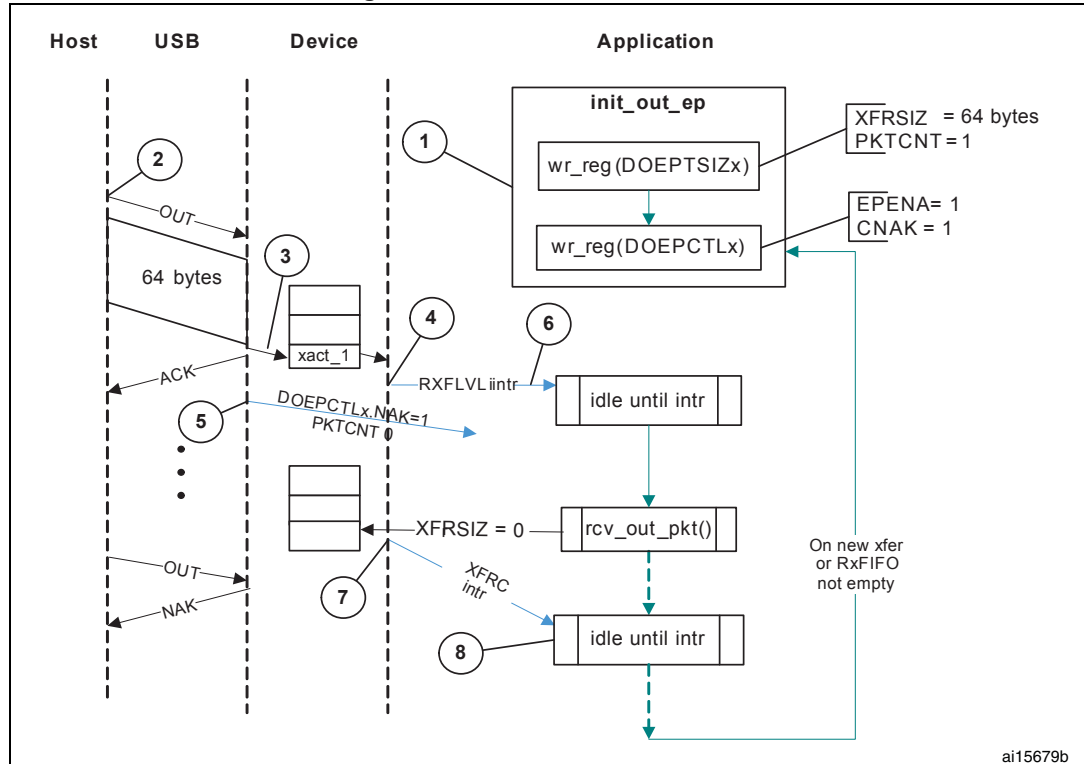 Host USB Device Application
init_out_ep
XFRSIZ = 64 bytes
PKTCNT = 1
1
wr_reg(DOEPTSIZx)
2
EPENA= 1
CNAK = 1
OUT
wr_reg(DOEPCTLx)
3
64 bytes
4
6
xact_1
ACK
RXFLVL iintr
idle until intr
DOEPCTLx.NAK=1
PKTCNT 0
5
XFRSIZ = 0
rcv_out_pkt()
On new xfer
or RxFIFO
not empty
OUT
XFRC
intr
7
NAK
8
idle until intr
ai15679b